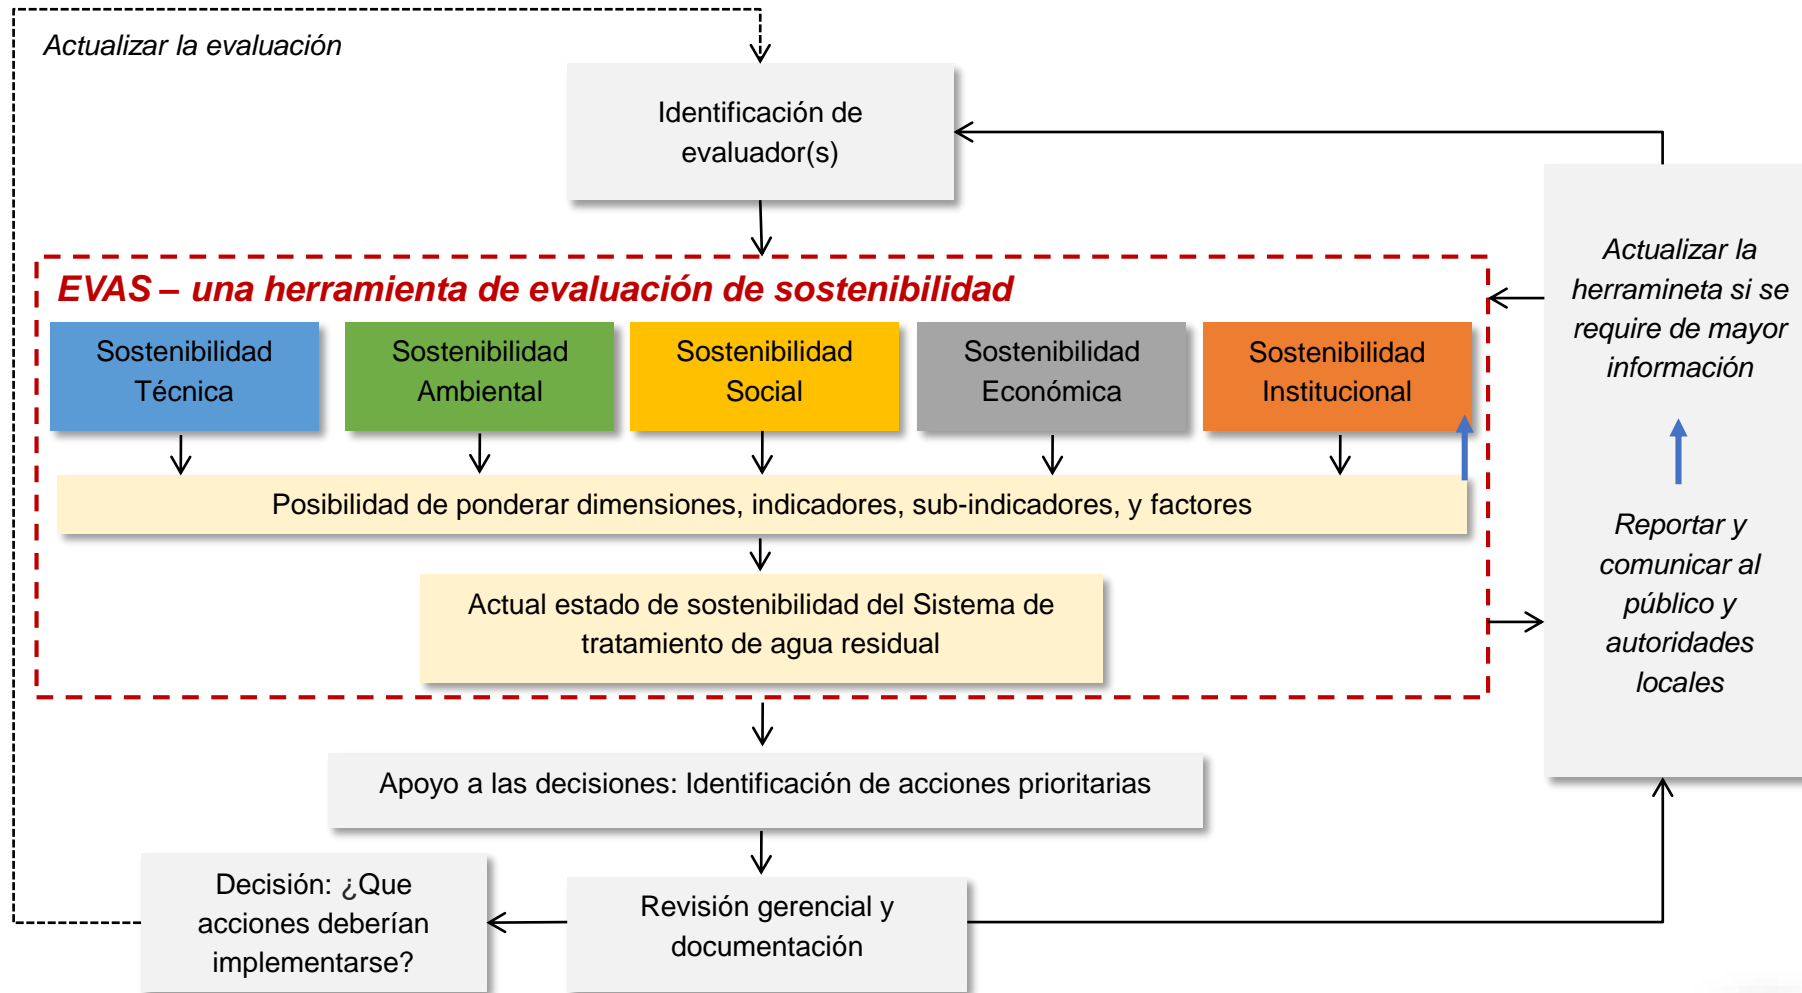 Actualizar la evaluación
Identificación de
evaluador(s)
EVAS – una herramienta de evaluación de sostenibilidad
Sostenibilidad
Técnica
Sostenibilidad
Ambiental
Sostenibilidad
Social
Sostenibilidad
Económica
Sostenibilidad
Institucional
Posibilidad de ponderar dimensiones, indicadores, sub-indicadores, y factores
Actual estado de sostenibilidad del Sistema de
tratamiento de agua residual
Apoyo a las decisiones: Identificación de acciones prioritarias
Decisión: ¿Que
acciones deberían
implementarse?
Revisión gerencial y
documentación
Actualizar la
herramineta si se
require de mayor
información
Reportar y
comunicar al
público y
autoridades
locales